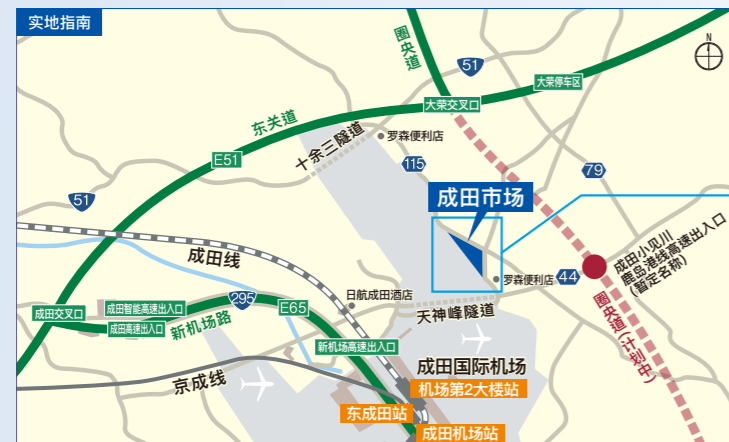 实地指南
N
圈央道
51
大荣停车区
大荣交叉口
东关道
十余三隧道
罗森便利店
E51
115
79
51
成田市场
成田线
成田小见川
鹿岛港线高速出入口
(暂定名称)
罗森便利店
44
日航成田酒店
295
E65
成田智能高速出入口
成田交叉口
成田高速出入口
新机场路
天神峰隧道
圈央道(计划中)
新机场高速出入口
京成线
成田国际机场
机场第2大楼站
东成田站
成田机场站